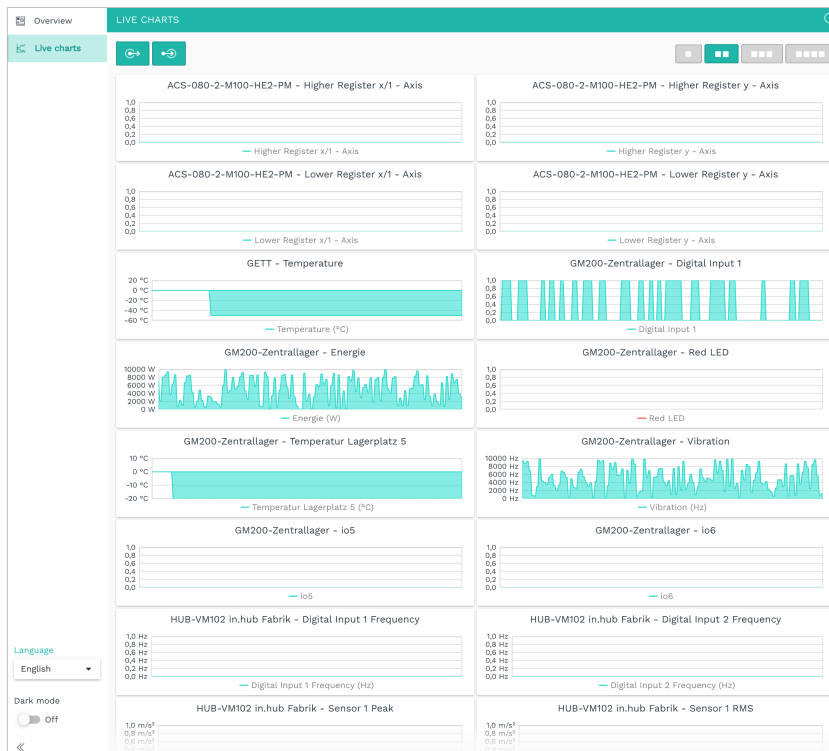 Overview
Live charts
LIVE CHARTS
ACS-080-2-M100-HE2-PM - Higher Register x/1 - Axis
1,0
0,8
0,6
0,4
0,2
0,0
Higher Register x/1 - Axis
ACS-080-2-M100-HE2-PM - Higher Register y - Axis
1,0
0,8
0,6
0,4
0,2
0,0
Higher Register y - Axis
ACS-080-2-M100-HE2-PM - Lower Register x/1 - Axis
1,0
0,8
0,6
0,4
0,2
0,0
Lower Register x/1 - Axis
ACS-080-2-M100-HE2-PM - Lower Register y - Axis
1,0
0,8
0,6
0,4
0,2
0,0
Lower Register y - Axis
GETT - Temperature
20 °C
0 °C
-20 °C
-40 °C
-60 °C
Temperature (°C)
GM200-Zentrallager - Digital Input 1
1,0
0,8
0,6
0,4
0,2
0,0
Digital Input 1
GM200-Zentrallager - Energie
10000 W
8000 W
6000 W
4000 W
2000 W
0 W
Energie (W)
GM200-Zentrallager - Red LED
1,0
0,8
0,6
0,4
0,2
0,0
Red LED
GM200-Zentrallager - Temperatur Lagerplatz 5
10 °C
0 °C
-10 °C
-20 °C
Temperatur Lagerplatz 5 (°C)
GM200-Zentrallager - Vibration
10000 Hz
8000 Hz
6000 Hz
4000 Hz
2000 Hz
0 Hz
Vibration (Hz)
GM200-Zentrallager - io5
1,0
0,8
0,6
0,4
0,2
0,0
io5
GM200-Zentrallager - io6
1,0
0,8
0,6
0,4
0,2
0,0
io6
HUB-VM102 in.hub Fabrik - Digital Input 1 Frequency
1,0 Hz
0,8 Hz
0,6 Hz
0,4 Hz
0,2 Hz
0,0 Hz
Digital Input 1 Frequency (Hz)
HUB-VM102 in.hub Fabrik - Digital Input 2 Frequency
1,0 Hz
0,8 Hz
0,6 Hz
0,4 Hz
0,2 Hz
0,0 Hz
Digital Input 2 Frequency (Hz)
HUB-VM102 in.hub Fabrik - Sensor 1 Peak
1,0 m/s²
0,8 m/s²
0,6 m/s²
HUB-VM102 in.hub Fabrik - Sensor 1 RMS
1,0 m/s²
0,8 m/s²
0,6 m/s²
Language
English
Dark mode
Off